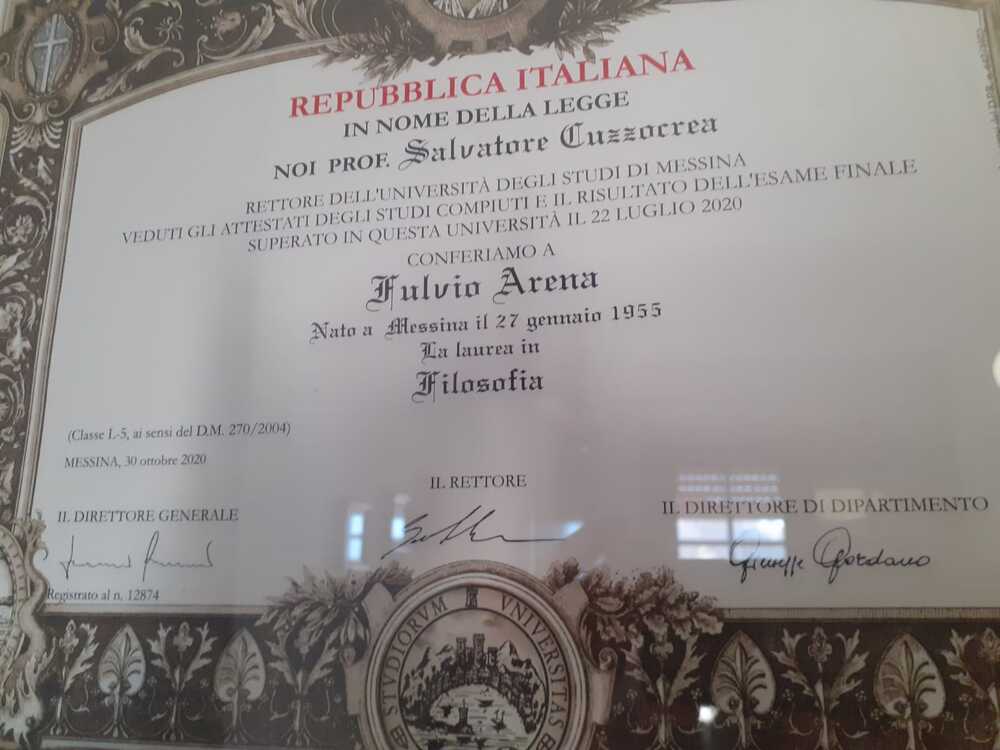 REPUBBLICA ITALIANA
IN NOME DELLA LEGGE
NOI PROF. Salvatore Cuzzocrea
RETTORE DELL'UNIVERSITÀ DEGLI STUDI DI MESSINA
VEDUTI GLI ATTESTATI DEGLI STUDI COMPIUTI E IL RISULTATO DELL'ESAME FINALE
SUPERATO IN QUESTA UNIVERSITÀ IL 22 LUGLIO 2020
CONFERIAMO A
Fulvio Arena
Nato a Messina il 27 gennaio 1955
La laurea in
Filosofia
(Classe L-5, ai sensi del D.M. 270/2004)
MESSINA, 30 ottobre 2020
IL RETTORE
IL DIRETTORE GENERALE
IL DIRETTORE DI DIPARTIMENTO
Giuseppe Giordano
Registrato al n. 12874
STUDIORVM VNIVERSITAS